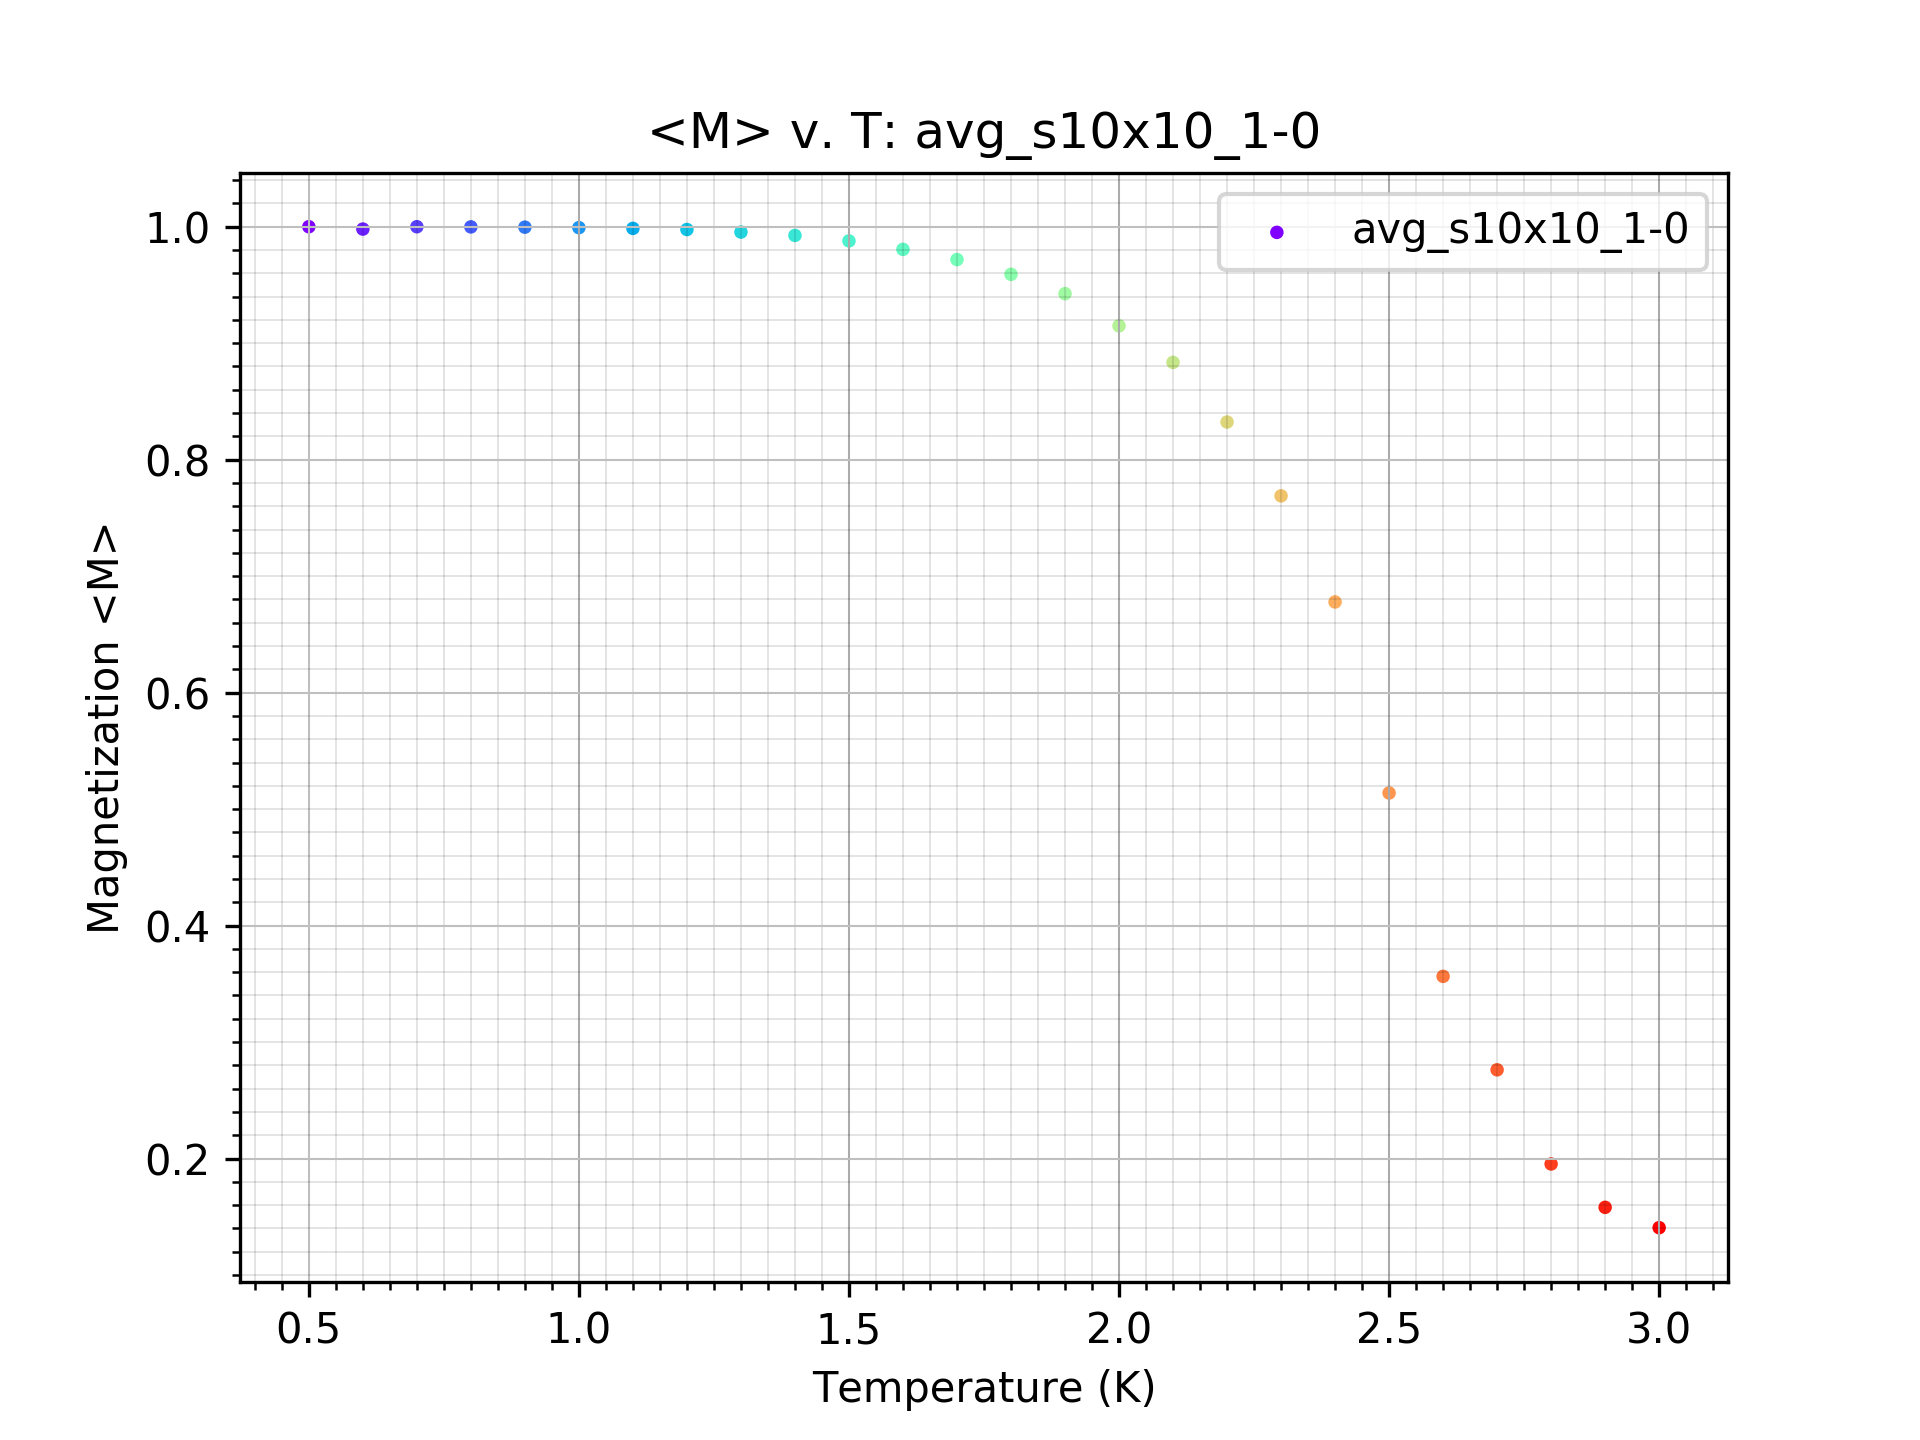 <M> v. T: avg_s10x10_1-0
avg_s10x10_1-0
1.0
0.8
0.6
0.4
0.2
Magnetization <M>
0.5 1.0 1.5 2.0 2.5 3.0
Temperature (K)